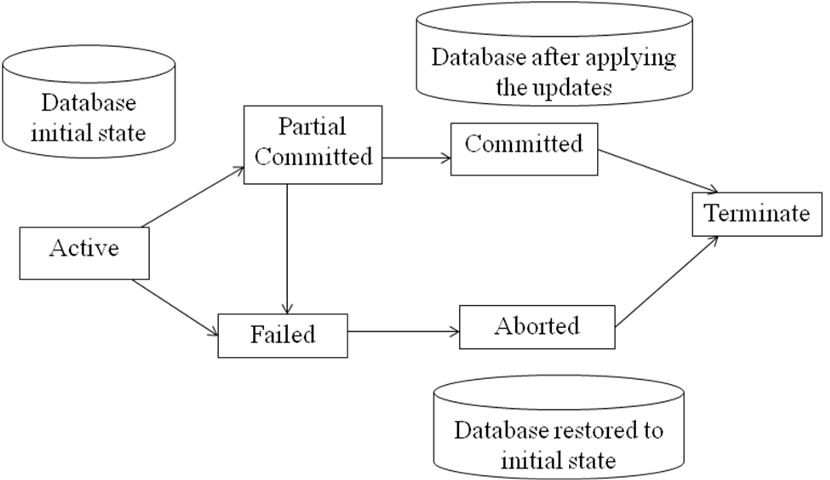 Database after applying
the updates
Database
initial state
Partial
Committed
Committed
Terminate
Active
Failed
Aborted
Database restored to
initial state